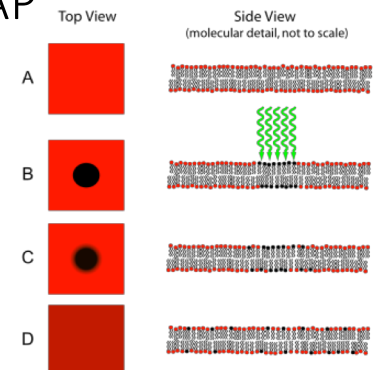 AP
Top View
Side View
(molecular detail, not to scale)
A
B
C
D